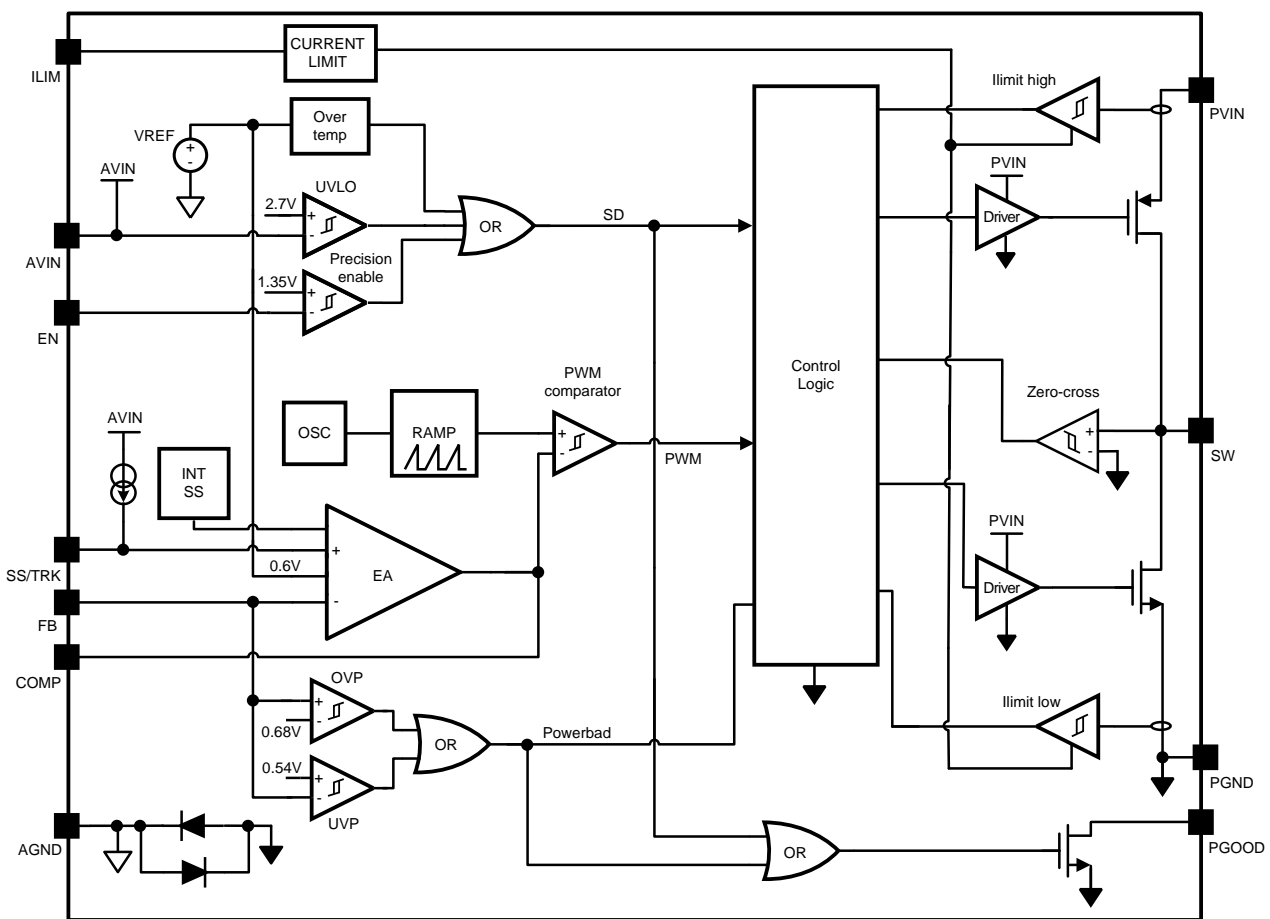 CURRENT
LIMIT
ILIM
Ilimit high
PVIN
Over
temp
VREF
+
-
AVIN
PVIN
UVLO
2.7V
+
-
OR
SD
Driver
AVIN
Precision
enable
1.35V
+
-
EN
Control
Logic
PWM
comparator
Zero-cross
AVIN
OSC
RAMP
+
-
PWM
+
-
SW
INT
SS
PVIN
SS/TRK
+
0.6V
EA
-
Driver
FB
COMP
OVP
+
-
0.68V
OR
Powerbad
Ilimit low
0.54V
+
-
UVP
PGND
AGND
OR
PGOOD